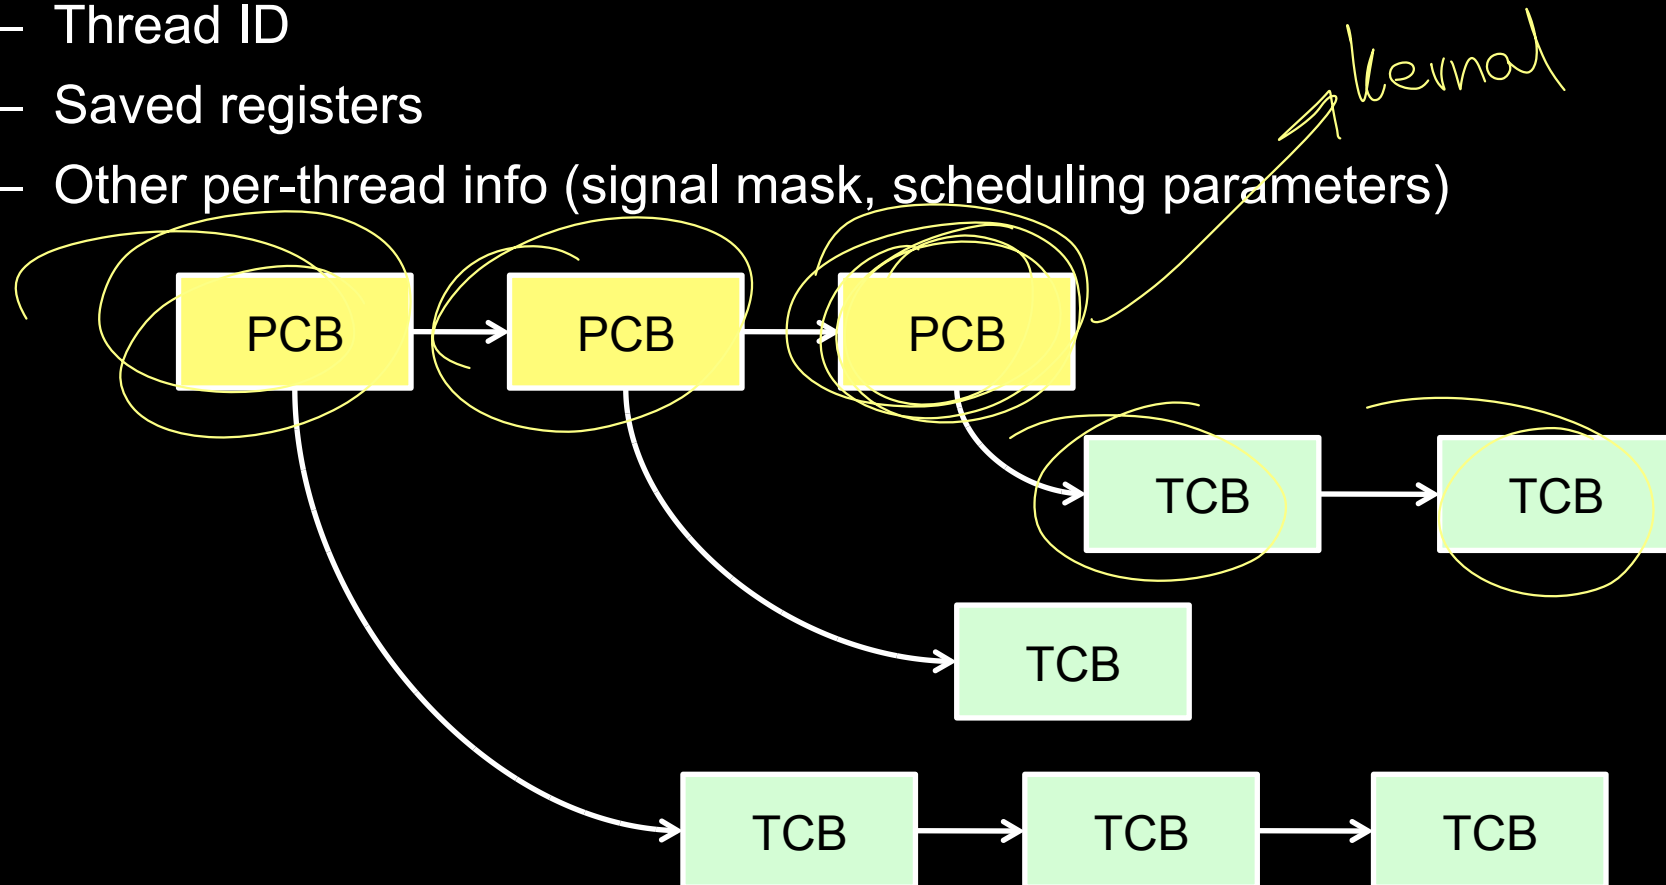 – Thread ID
kernal
– Saved registers
– Other per-thread info (signal mask, scheduling parameters)
PCB PCB PCB
TCB TCB
TCB
TCB TCB TCB